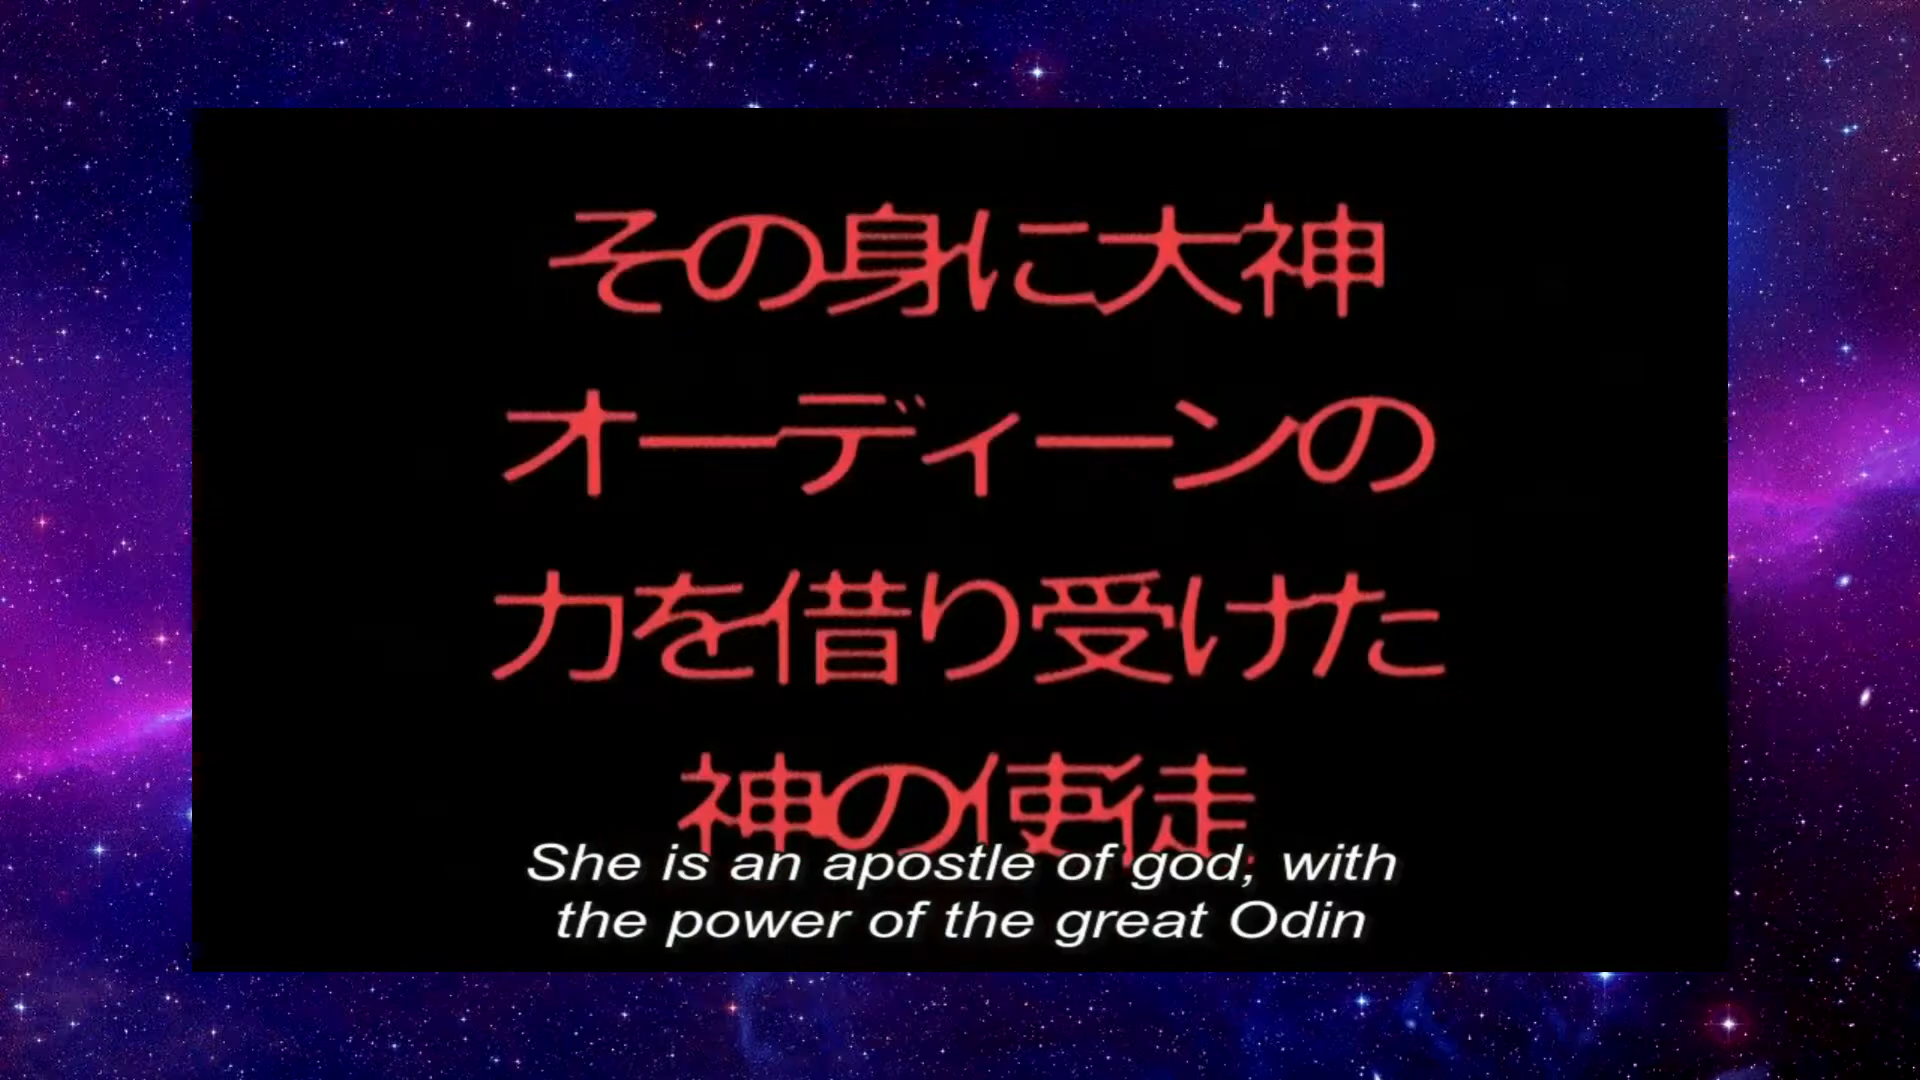 その身に大神
オーディーンの
力を借り受けた
神の使徒
She is an apostle of god, with
the power of the great Odin